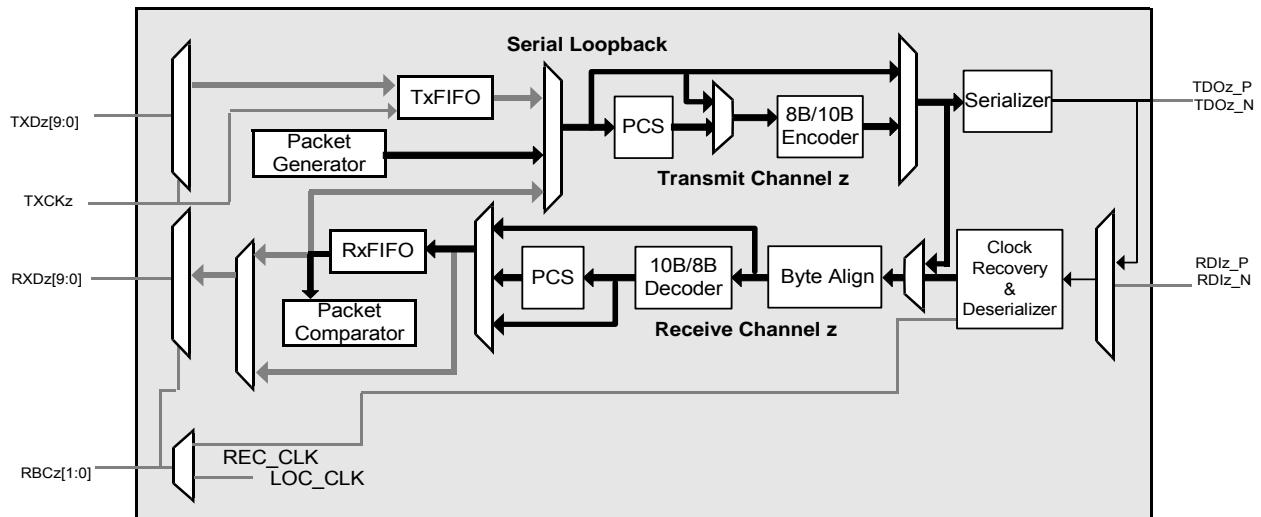 Serial Loopback
TXDz[9:0]
TxFIFO
Packet
Generator
PCS
8B/10B
Encoder
Serializer
TDOz_P
TDOz_N
Transmit Channel z
TXCKz
RXDz[9:0]
RxFIFO
Packet
Comparator
PCS
10B/8B
Decoder
Byte Align
Clock
Recovery
&
Deserializer
RDIz_P
RDIz_N
Receive Channel z
RBCz[1:0]
REC_CLK
LOC_CLK